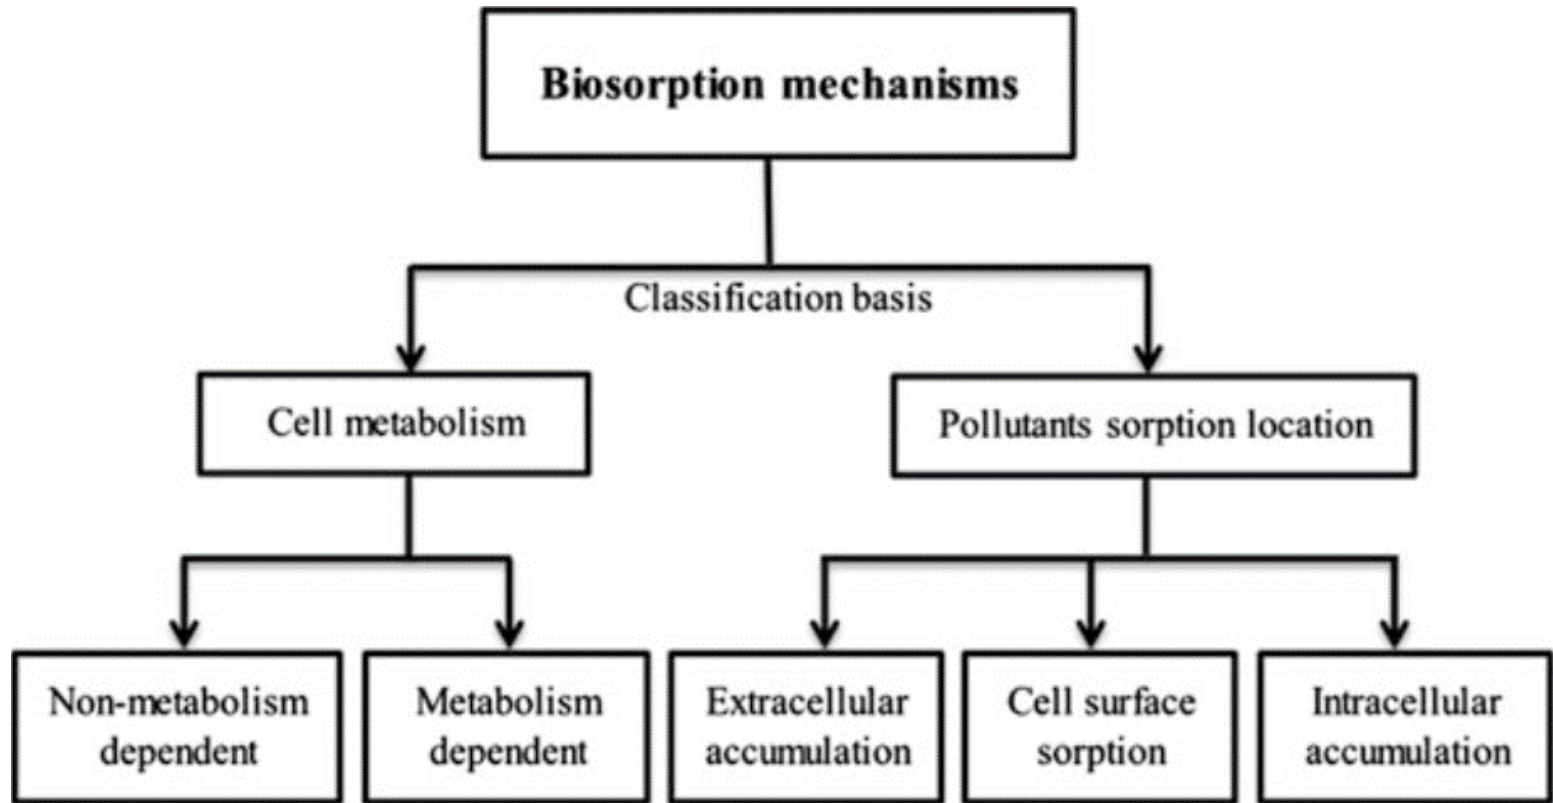 Biosorption mechanisms
Classification basis
Cell metabolism
Pollutants sorption location
Non-metabolism
dependent
Metabolism
dependent
Extracellular
accumulation
Cell surface
sorption
Intracellular
accumulation